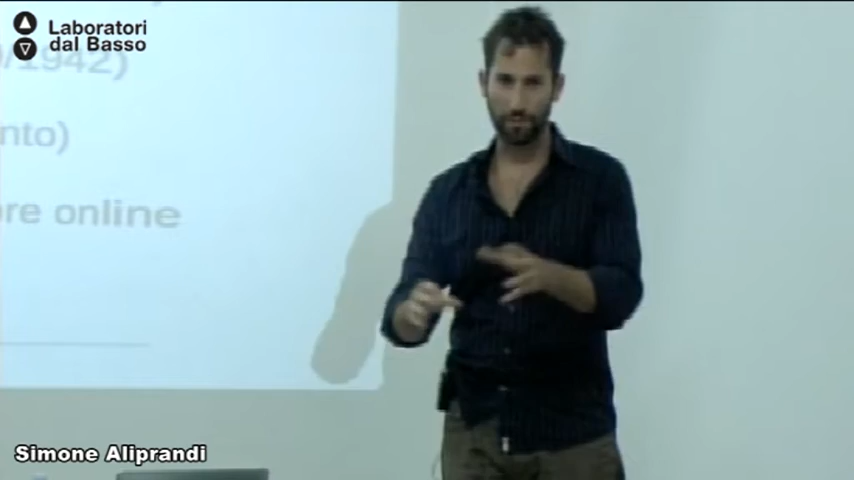 Laboratori
dal Basso
/1942)
nto)
re online
Simone Aliprandi